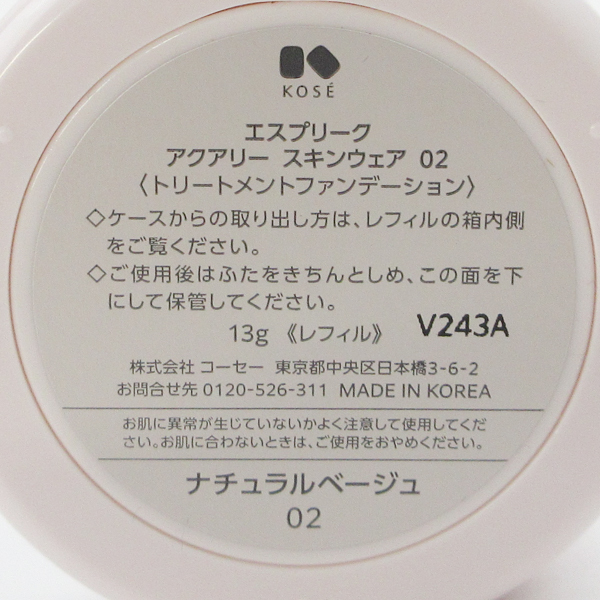 KOSÉ
エスプリーク
アクアリー スキンウェア 02
〈トリートメントファンデーション〉
◇ケースからの取り出し方は、レフィルの箱内側
をご覧ください。
◇ご使用後はふたをきちんとしめ、この面を下
にして保管してください。
13g 《レフィル》 V243A
株式会社 コーセー 東京都中央区日本橋3-6-2
お問合せ先 0120-526-311 MADE IN KOREA
お肌に異常が生じていないかよく注意して使用してくだ
さい。お肌に合わないときは、ご使用をおやめください。
ナチュラルベージュ
02